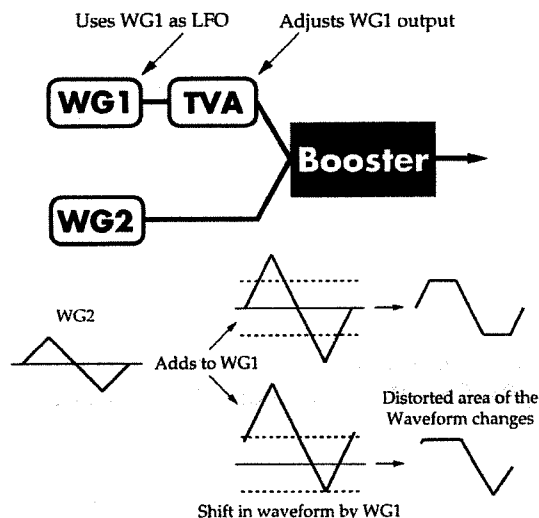 Uses WG1 as LFO
Adjusts WG1 output
WG1
TVA
Booster
WG2
WG2
Adds to WG1
Distorted area of the
Waveform changes
Shift in waveform by WG1